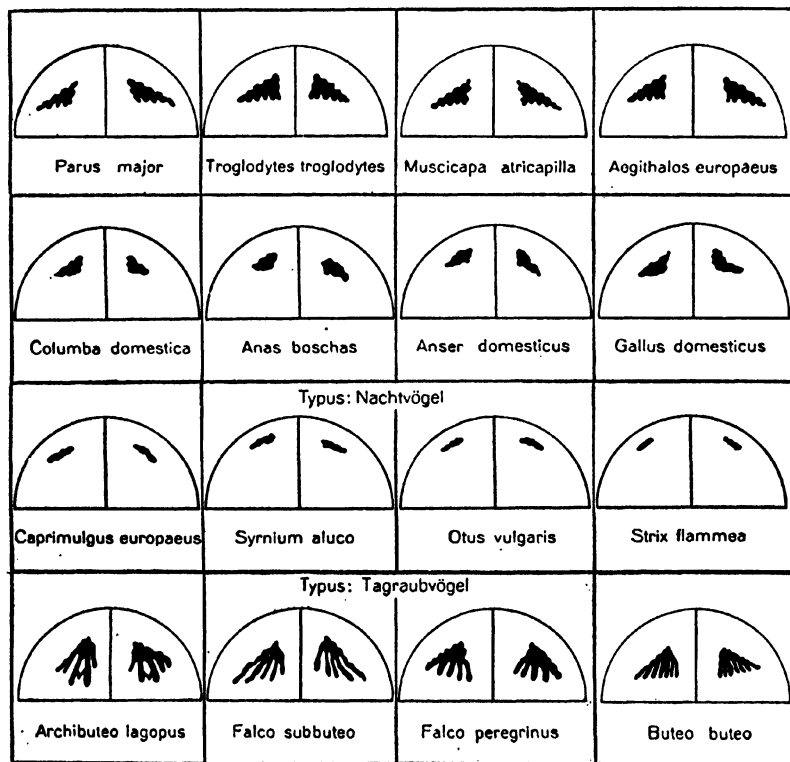 Parus major
Troglodytes troglodytes
Muscicapa atricapilla
Aegithalos europaeus
Columba domestica
Anas boschas
Anser domesticus
Gallus domesticus
Typus: Nachtvögel
Caprimulgus europaeus
Syrnium aluco
Otus vulgaris
Strix flammea
Typus: Tagraubvögel
Archibuteo lagopus
Falco subbuteo
Falco peregrinus
Buteo buteo